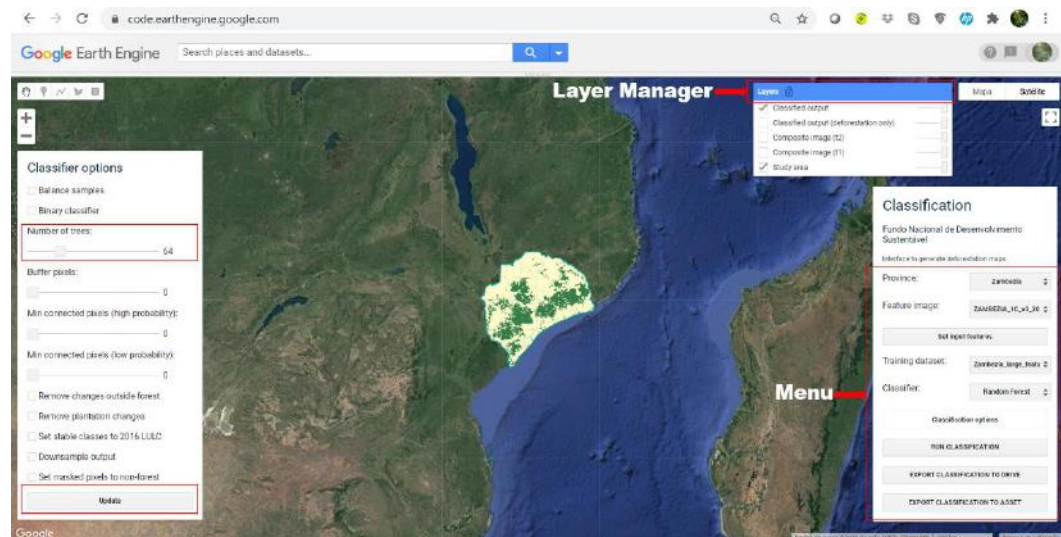 code.earthengine.google.com
Google Earth Engine
Search places and datasets...
Layer Manager
Layers
Mapa
Satélite
Classified output
Classified output (deforestation only)
Composite image (t2)
Composite image (t1)
Study area
Classifier options
Balance samples
Binary classifier
Number of trees:
64
Buffer pixels:
0
Min connected pixels (high probability):
0
Min connected pixels (low probability):
0
Remove changes outside forest
Remove plantation changes
Set stable classes to 2016 LULC
Downsample output
Set masked pixels to non-forest
Update
Google
Menu
Classification
Fundo Nacional de Desenvolvimento
Sustentável
Interface to generate deforestation maps.
Province:
Zambezia
Feature image:
Set input features
Training dataset:
Classifier:
Random Forest
Classification options
RUN CLASSIFICATION
EXPORT CLASSIFICATION TO DRIVE
EXPORT CLASSIFICATION TO ASSET